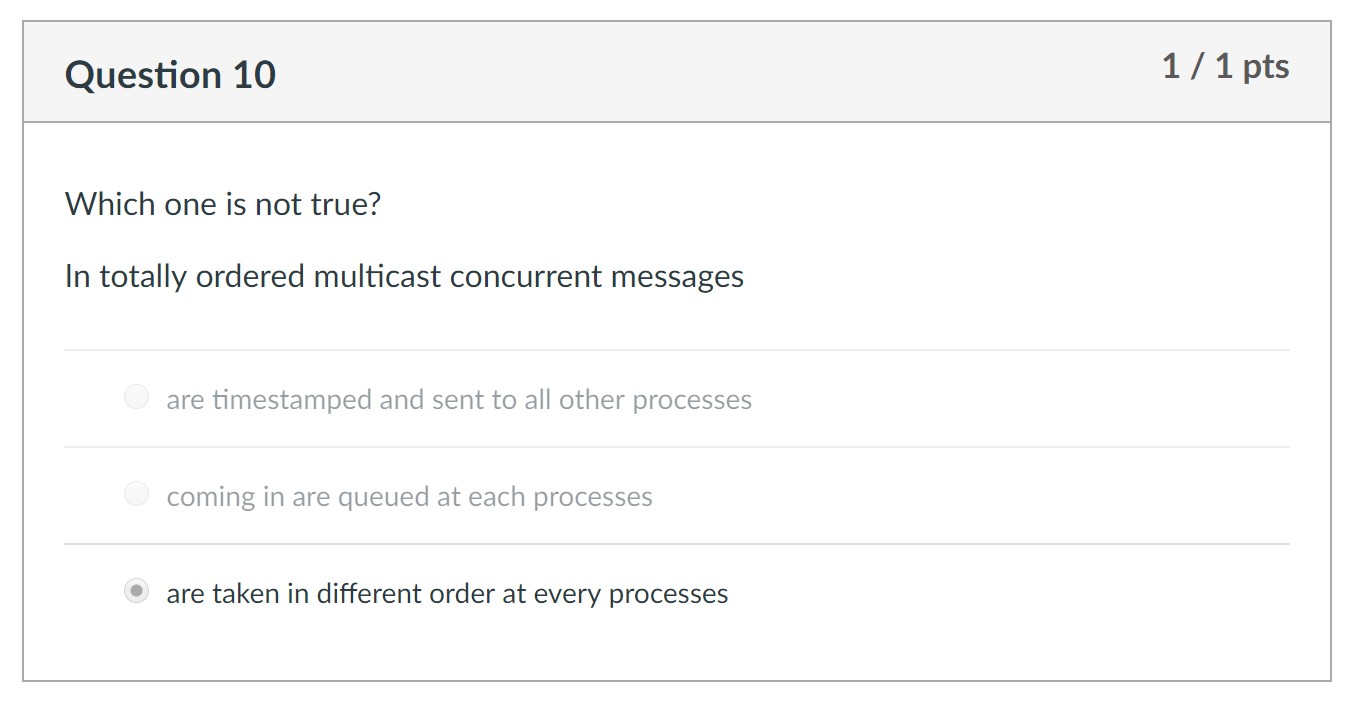 Question 10
1 / 1 pts
Which one is not true?
In totally ordered multicast concurrent messages
are timestamped and sent to all other processes
coming in are queued at each processes
are taken in different order at every processes